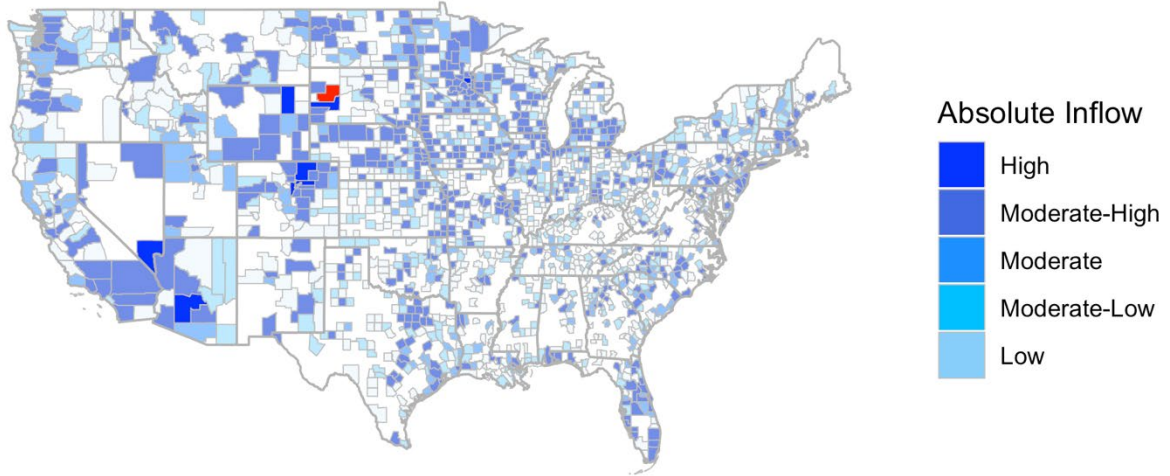 Absolute Inflow
High
Moderate-High
Moderate
Moderate-Low
Low